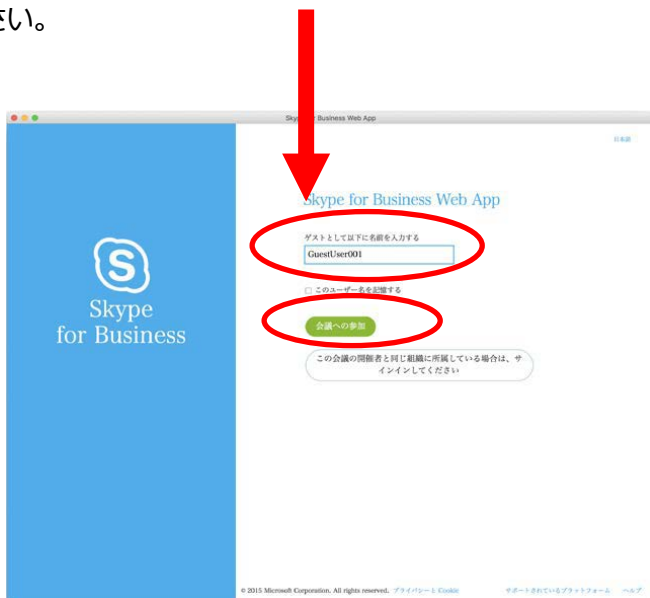 さい。
Skype for Business Web App
日本語
Skype for Business Web App
ゲストとして以下に名前を入力する
GuestUser001
このユーザー名を記憶する
会議への参加
この会議の開催者と同じ組織に所属している場合は、サ
インインしてください
S
Skype
for Business
© 2015 Microsoft Corporation. All rights reserved. プライバシーと Cookie サポートされているプラットフォーム ヘルプ